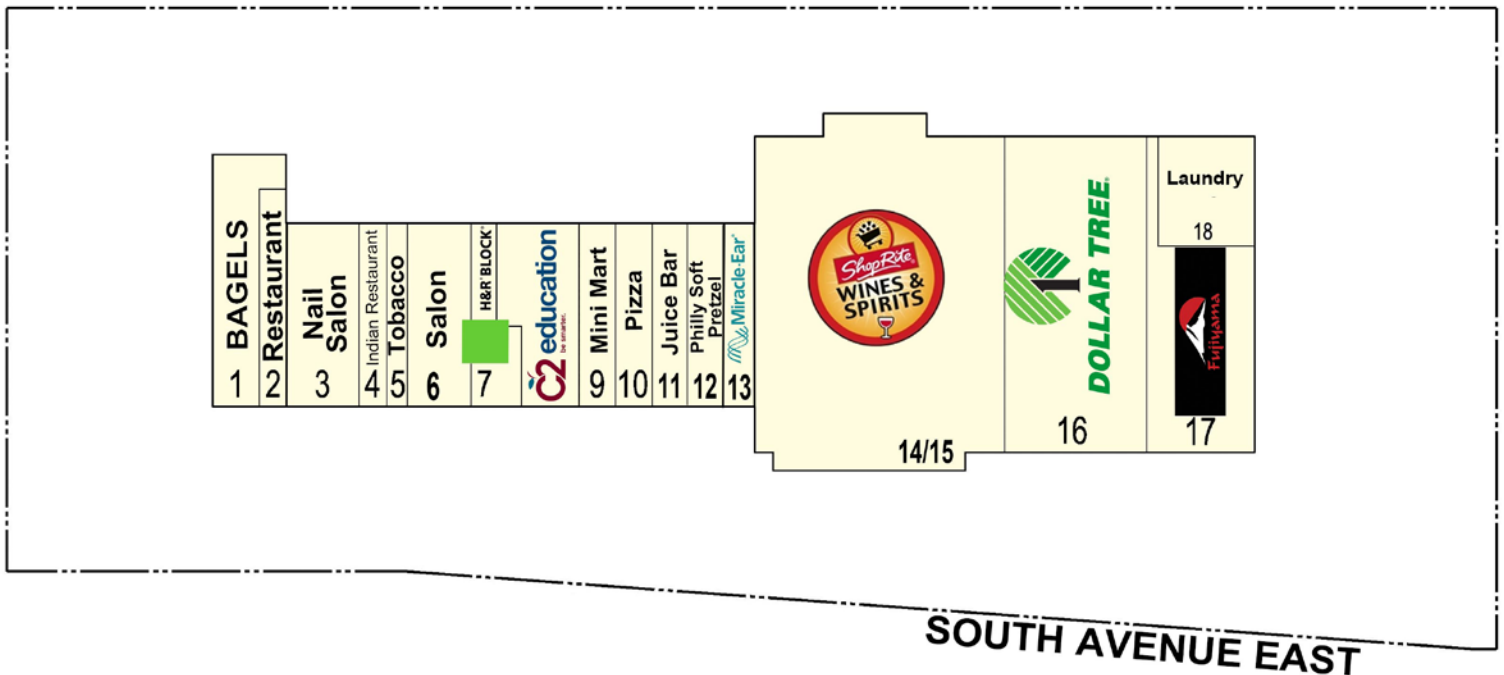 1 BAGELS
2 Restaurant
3 Nail
Salon
4 Indian Restaurant
5 Tobacco
6 Salon
7 H&R BLOCK®
C2 education
be smarter.
9 Mini Mart
10 Pizza
11 Juice Bar
12 Philly Soft
Pretzel
13 Miracle-Ear®
ShopRite®
WINES &
SPIRITS
14/15
DOLLAR TREE®
16
Laundry
18
Fujiyama
17
SOUTH AVENUE EAST